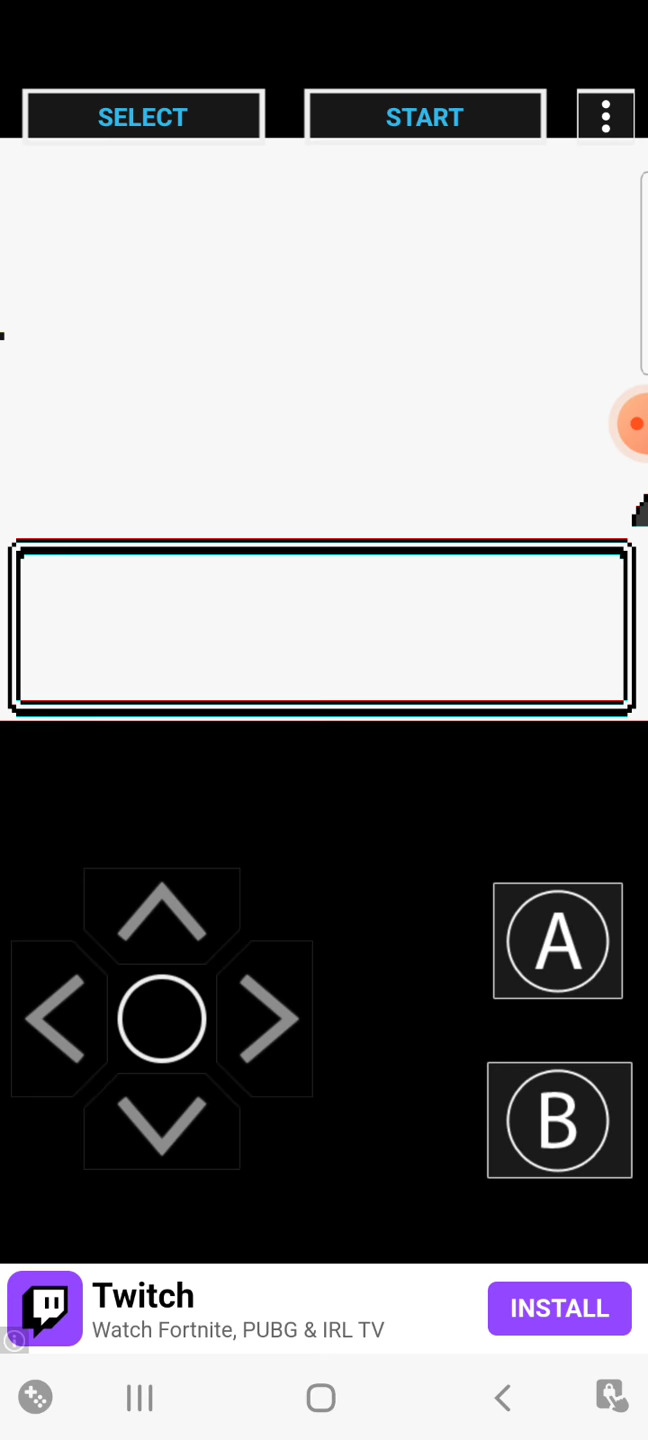 SELECT
START
A
B
Twitch
Watch Fortnite, PUBG & IRL TV
INSTALL